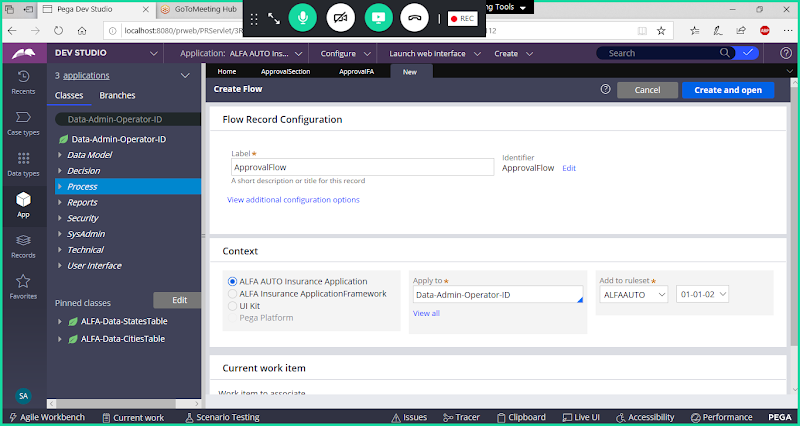 Pega Dev Studio
GoToMeeting Hub
ng Tools
REC
localhost:8080/prweb/PRServlet/3R
112
DEV STUDIO
Application: ALFA AUTO Ins...
Configure
Launch web interface
Create
Search
3 applications
Classes
Branches
Data-Admin-Operator-ID
Data-Admin-Operator-ID
Data Model
Decision
Process
Reports
Security
SysAdmin
Technical
User Interface
Pinned classes
Edit
ALFA-Data-StatesTable
ALFA-Data-CitiesTable
Recents
Case types
Data types
App
Records
Favorites
SA
Home
ApprovalSection
ApprovalFA
New
Create Flow
Cancel
Create and open
Flow Record Configuration
Label*
ApprovalFlow
A short description or title for this record
Identifier
ApprovalFlow Edit
View additional configuration options
Context
ALFA AUTO Insurance Application
ALFA Insurance ApplicationFramework
UI Kit
Pega Platform
Apply to*
Data-Admin-Operator-ID
View all
Add to ruleset*
ALFAAUTO
01-01-02
Current work item
Work item to associate
Agile Workbench
Current work
Scenario Testing
Issues
Tracer
Clipboard
Live UI
Accessibility
Performance
PEGA